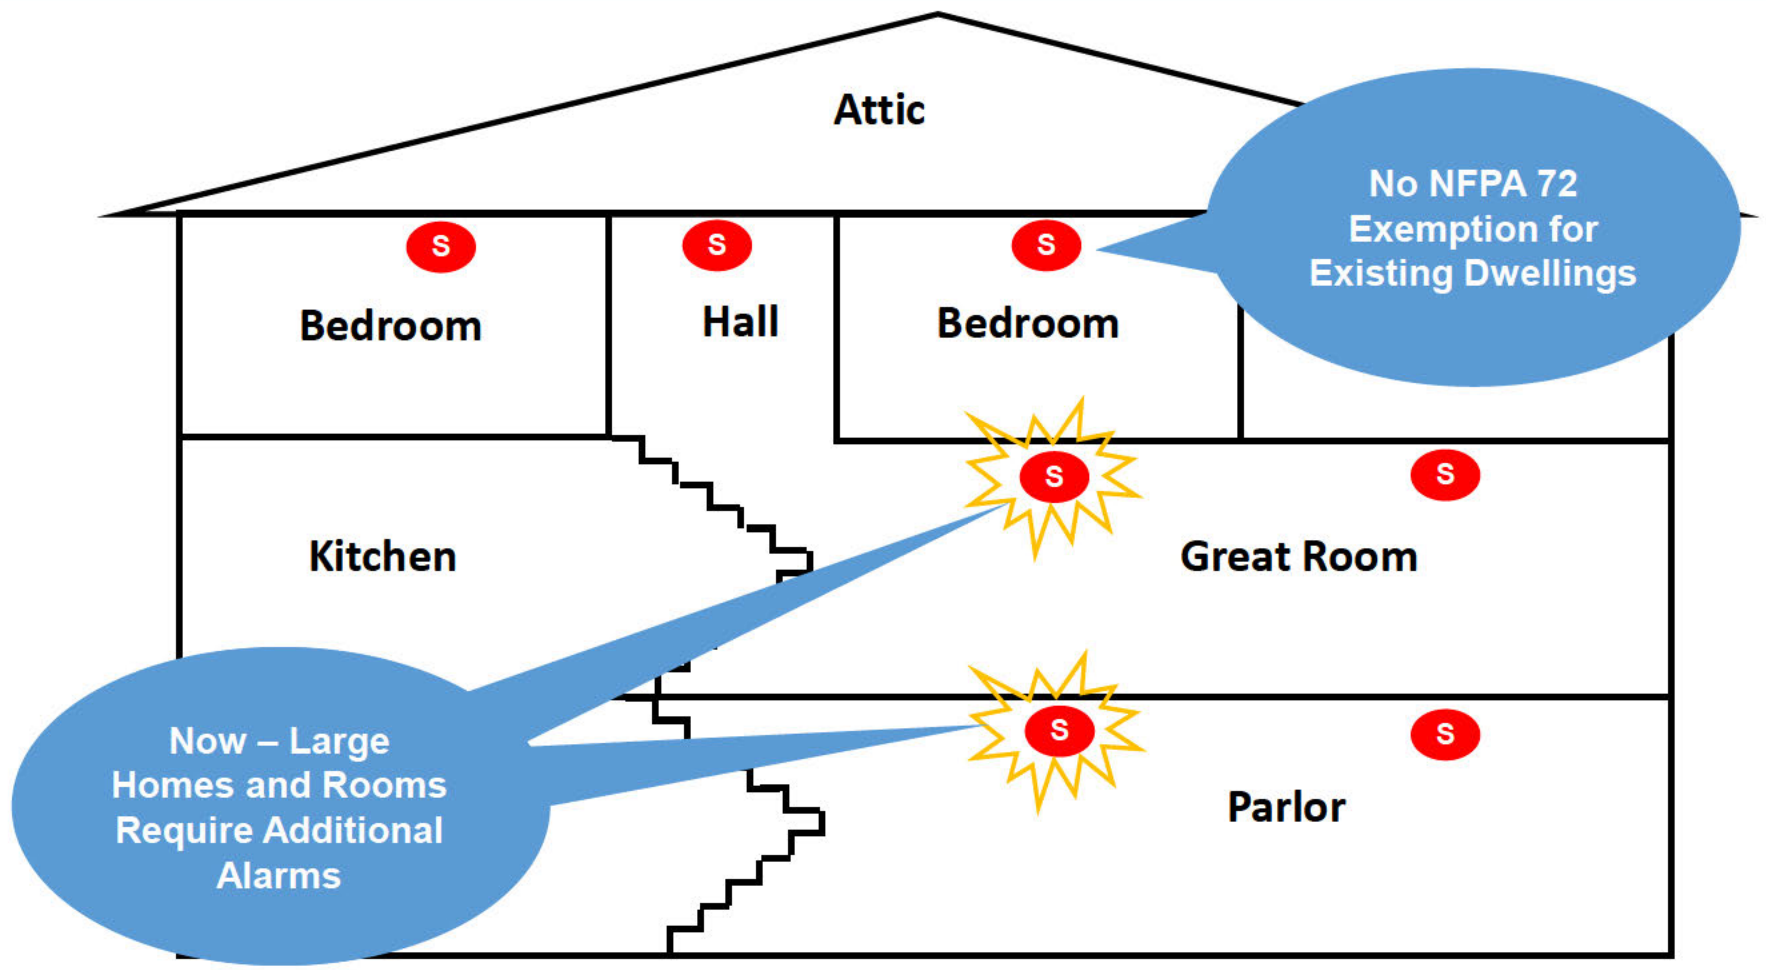 Attic
No NFPA 72
Exemption for
Existing Dwellings
S
S
S
Bedroom
Hall
Bedroom
S
S
Kitchen
Great Room
Now – Large
Homes and Rooms
Require Additional
Alarms
S
S
Parlor